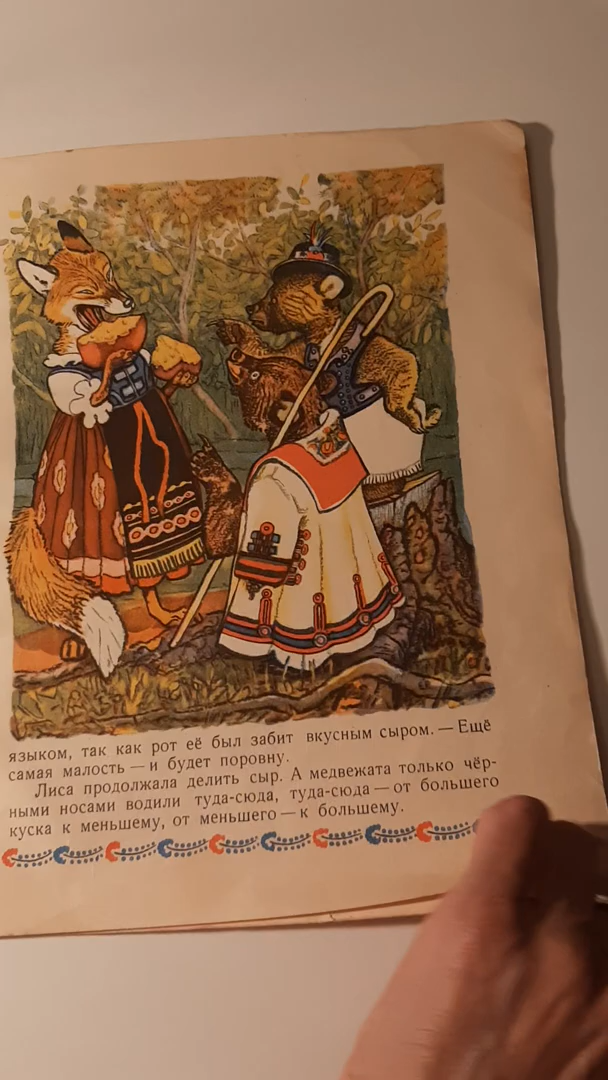 языком, так как рот её был забит вкусным сыром. — Ещё
самая малость — и будет поровну.
Лиса продолжала делить сыр. А медвежата только чёр-
ными носами водили туда-сюда, туда-сюда — от большего
куска к меньшему, от меньшего — к большему.